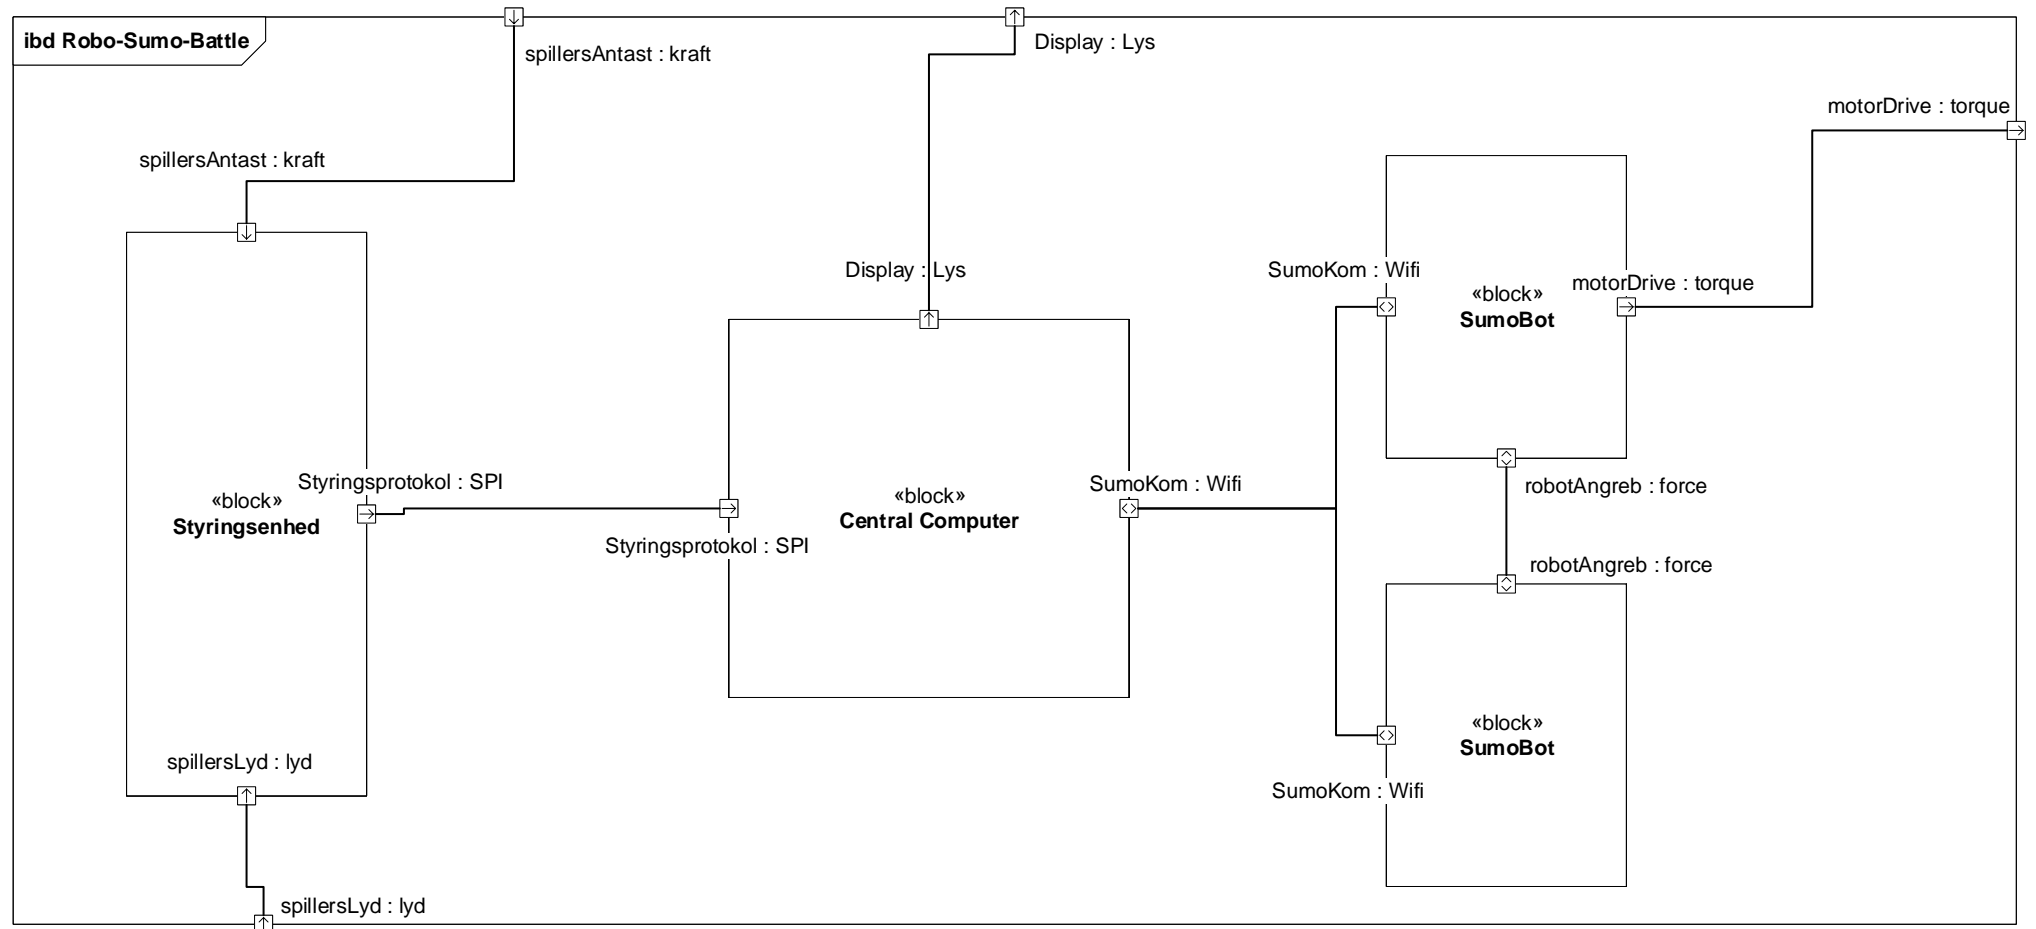 ibd Robo-Sumo-Battle
spillersAntast : kraft
Display : Lys
motorDrive : torque
spillersAntast : kraft
Display : Lys
SumoKom : Wifi
motorDrive : torque
«block»
SumoBot
Styringsprotokol : SPI
«block»
Styringsenhed
SumoKom : Wifi
«block»
Central Computer
Styringsprotokol : SPI
robotAngreb : force
robotAngreb : force
«block»
SumoBot
SumoKom : Wifi
spillersLyd : lyd
spillersLyd : lyd